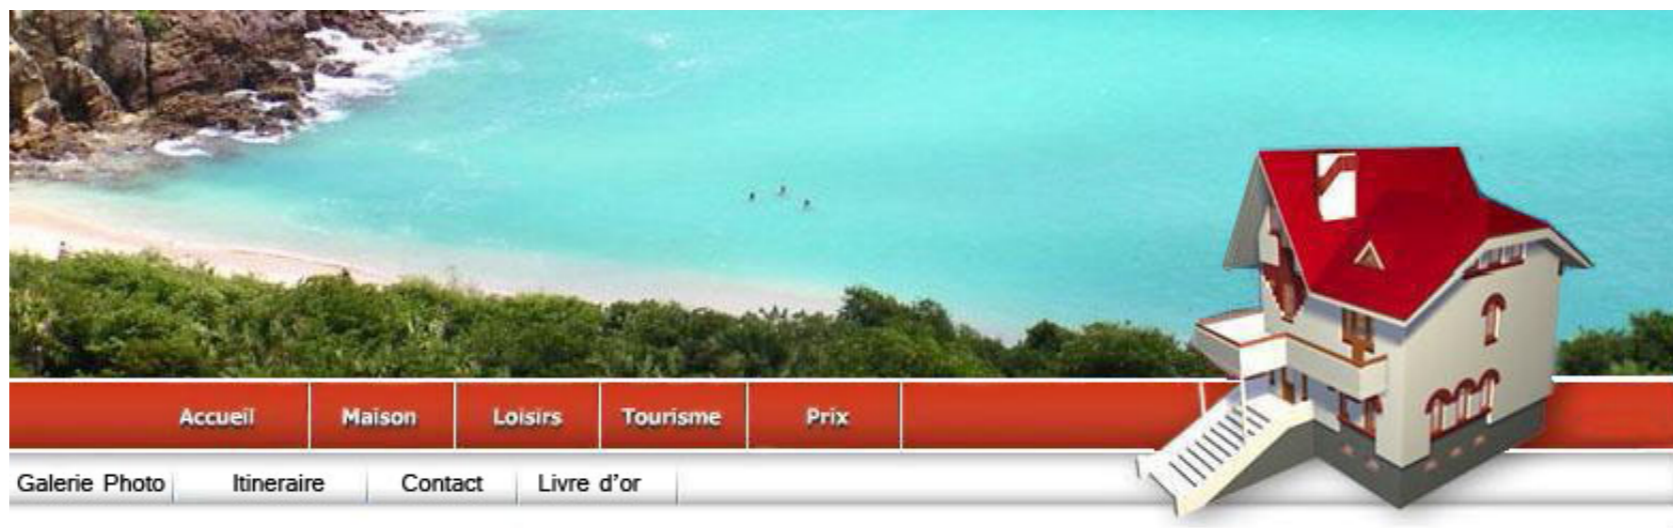 Accueil Maison Loisirs Tourisme Prix
Galerie Photo Itineraire Contact Livre d'or